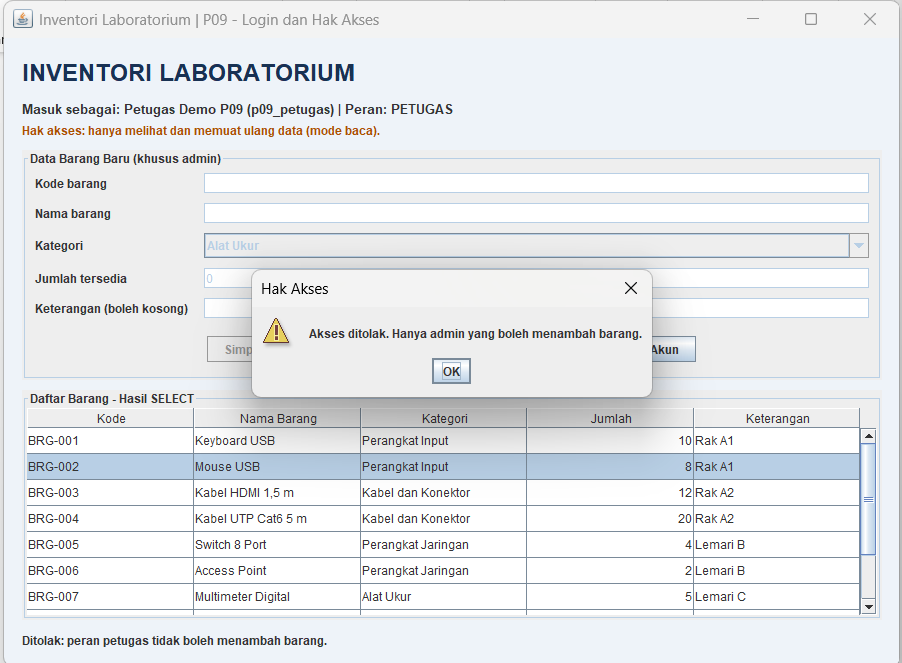 Inventori Laboratorium | P09 - Login dan Hak Akses
INVENTORI LABORATORIUM
Masuk sebagai: Petugas Demo P09 (p09_petugas) | Peran: PETUGAS
Hak akses: hanya melihat dan memuat ulang data (mode baca).
Data Barang Baru (khusus admin)
Kode barang
Nama barang
Kategori Alat Ukur
Jumlah tersedia 0
Keterangan (boleh kosong)
Akun
Hak Akses
Akses ditolak. Hanya admin yang boleh menambah barang.
OK
Daftar Barang - Hasil SELECT
Kode Nama Barang Kategori Jumlah Keterangan
BRG-001 Keyboard USB Perangkat Input 10 Rak A1
BRG-002 Mouse USB Perangkat Input 8 Rak A1
BRG-003 Kabel HDMI 1,5 m Kabel dan Konektor 12 Rak A2
BRG-004 Kabel UTP Cat6 5 m Kabel dan Konektor 20 Rak A2
BRG-005 Switch 8 Port Perangkat Jaringan 4 Lemari B
BRG-006 Access Point Perangkat Jaringan 2 Lemari B
BRG-007 Multimeter Digital Alat Ukur 5 Lemari C
Ditolak: peran petugas tidak boleh menambah barang.